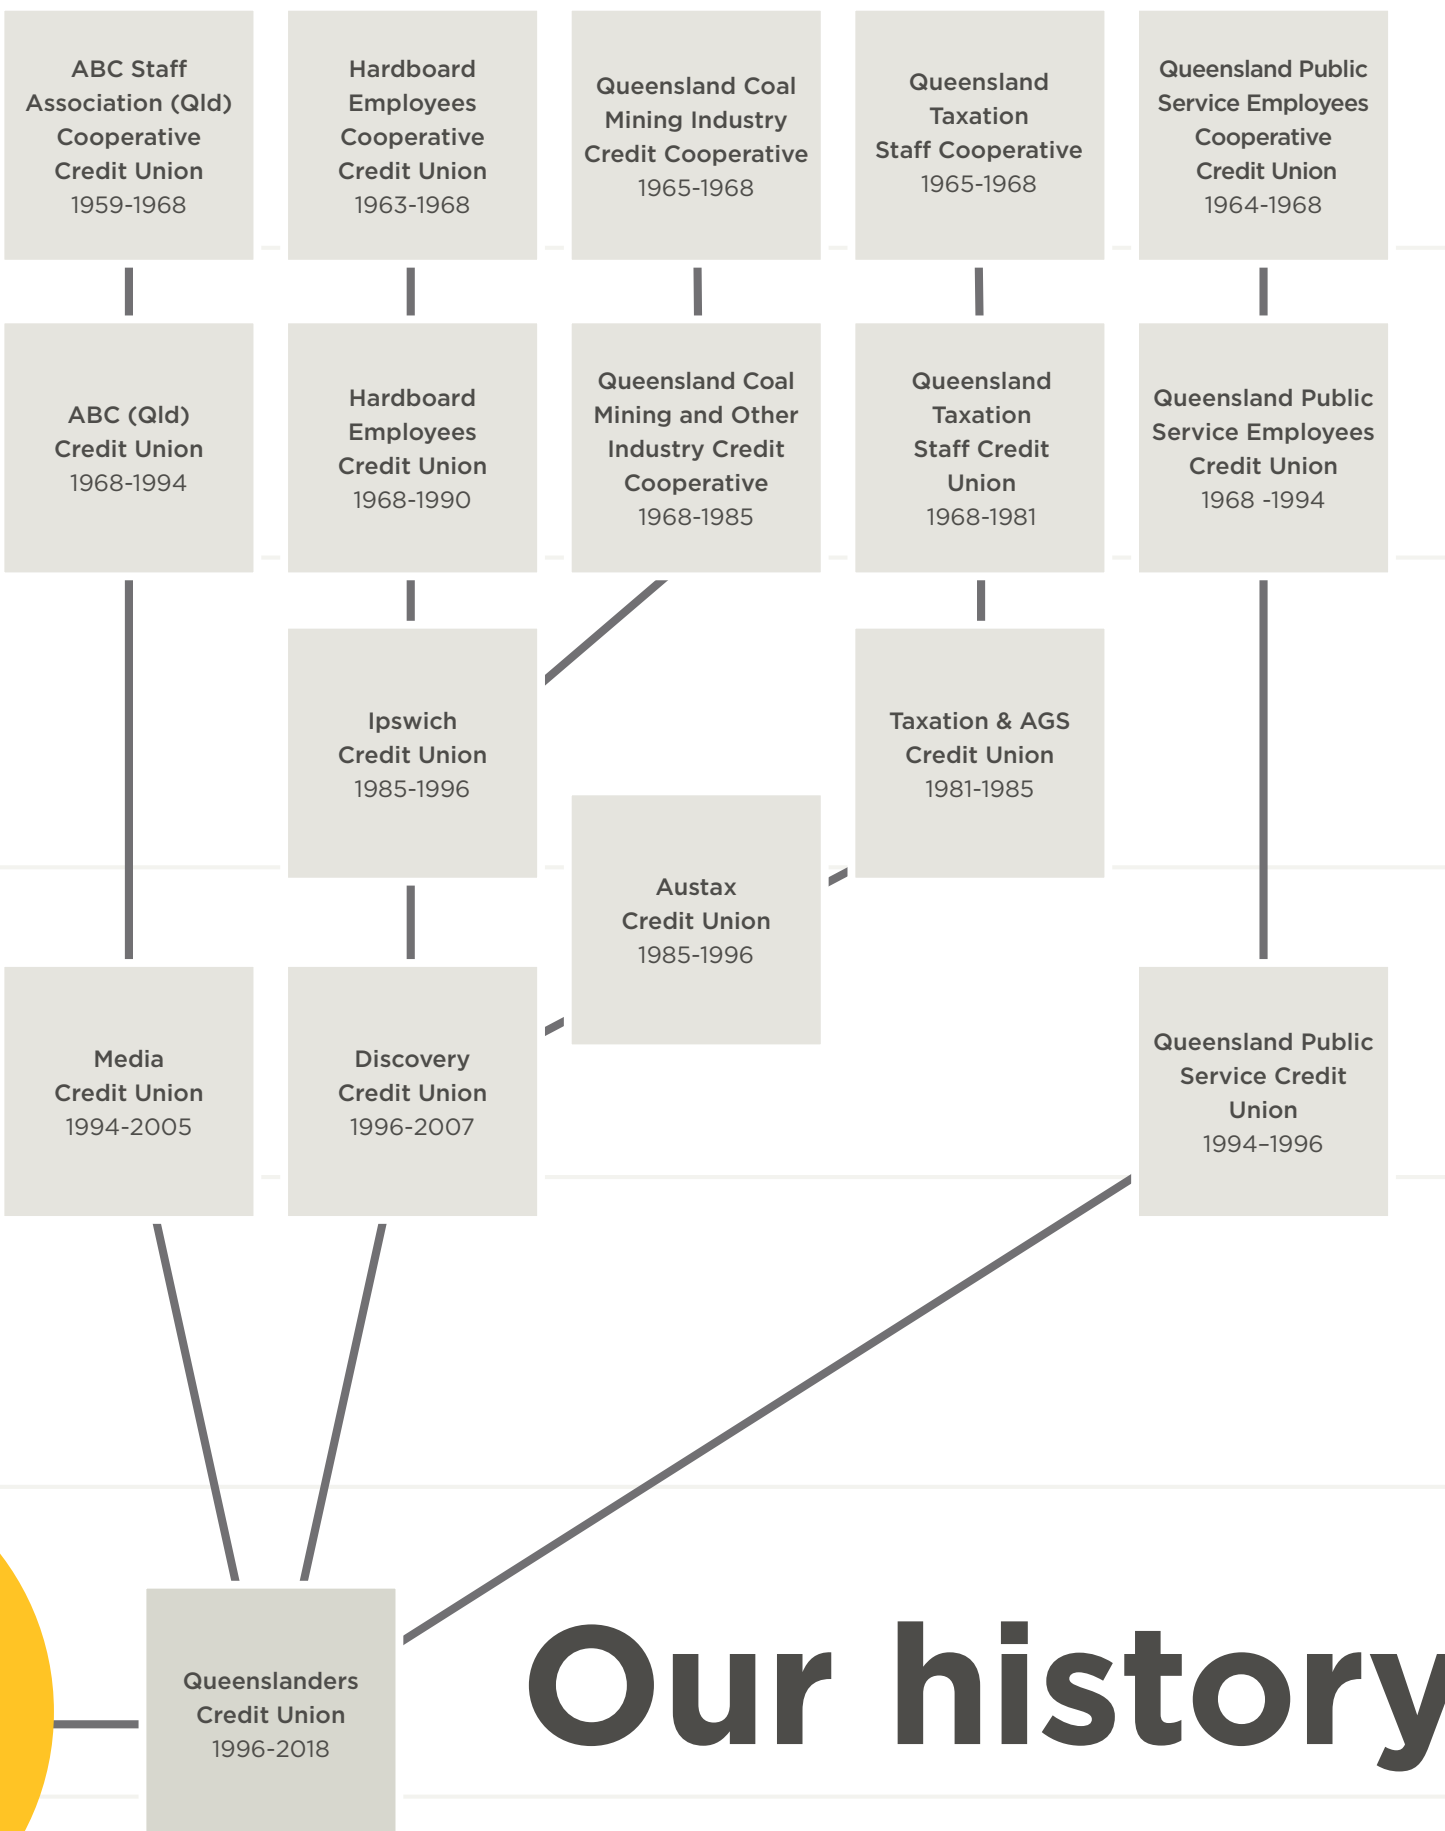 ABC Staff
Association (Qld)
Cooperative
Credit Union
1959-1968
Hardboard
Employees
Cooperative
Credit Union
1963-1968
Queensland Coal
Mining Industry
Credit Cooperative
1965-1968
Queensland
Taxation
Staff Cooperative
1965-1968
Queensland Public
Service Employees
Cooperative
Credit Union
1964-1968
ABC (Qld)
Credit Union
1968-1994
Hardboard
Employees
Credit Union
1968-1990
Queensland Coal
Mining and Other
Industry Credit
Cooperative
1968-1985
Queensland
Taxation
Staff Credit
Union
1968-1981
Queensland Public
Service Employees
Credit Union
1968 -1994
Ipswich
Credit Union
1985-1996
Taxation & AGS
Credit Union
1981-1985
Austax
Credit Union
1985-1996
Media
Credit Union
1994-2005
Discovery
Credit Union
1996-2007
Queensland Public
Service Credit
Union
1994–1996
Queenslanders
Credit Union
1996-2018
Our history